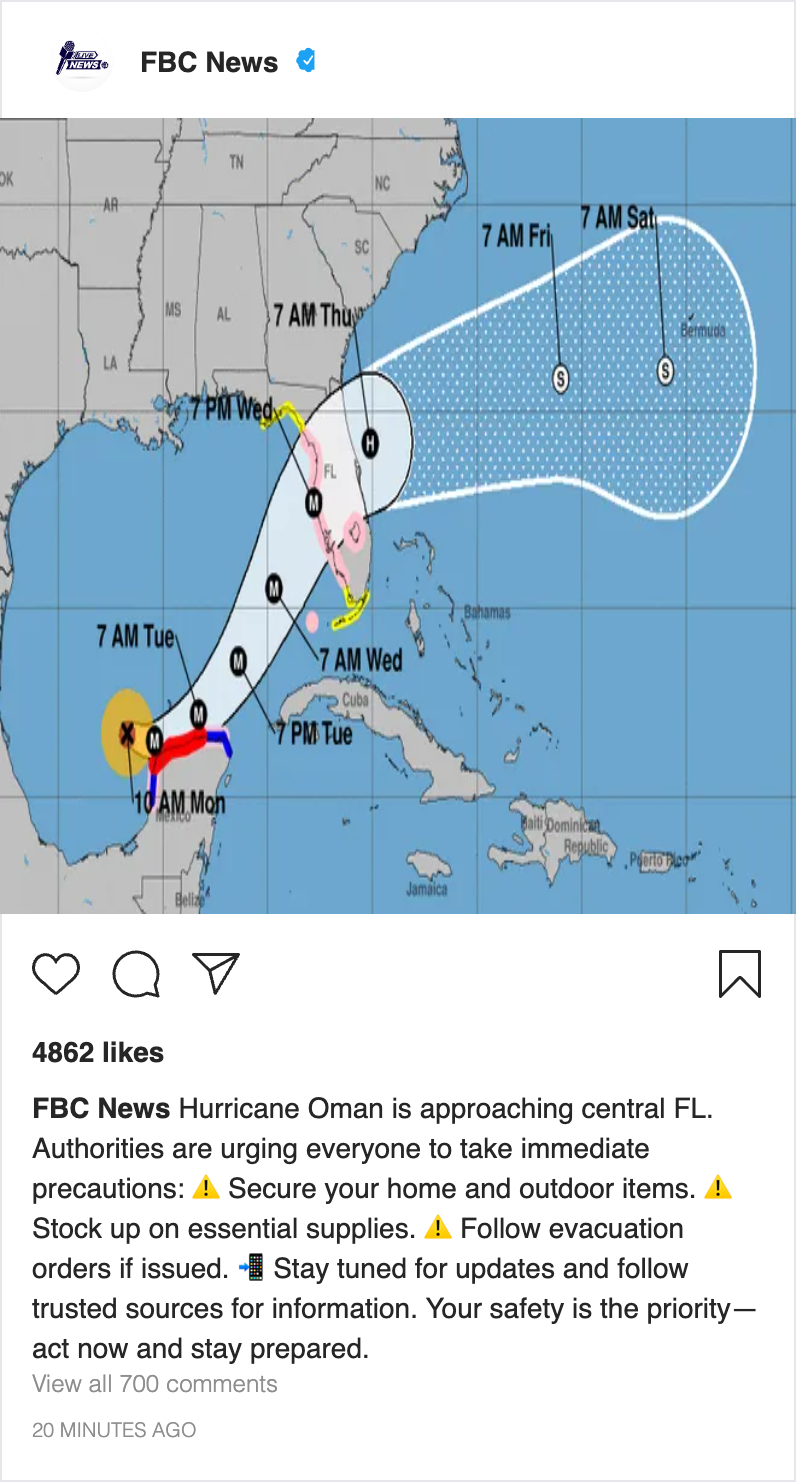 LIVE
NEWS
FBC News
OK
TN
AR
NC
SC
MS
AL
LA
FL
7 AM Fri
7 AM Sat
Bermuda
7 AM Thu
7 PM Wed
7 AM Tue
7 AM Wed
7 PM Tue
10 AM Mon
H
S
S
M
M
M
M
M
Bahamas
Cuba
Mexico
Belize
Haiti Dominican
Republic
Puerto Rico
Jamaica
4862 likes
FBC News Hurricane Oman is approaching central FL.
Authorities are urging everyone to take immediate
precautions: ⚠️ Secure your home and outdoor items. ⚠️
Stock up on essential supplies. ⚠️ Follow evacuation
orders if issued. 📲 Stay tuned for updates and follow
trusted sources for information. Your safety is the priority—
act now and stay prepared.
View all 700 comments
20 MINUTES AGO